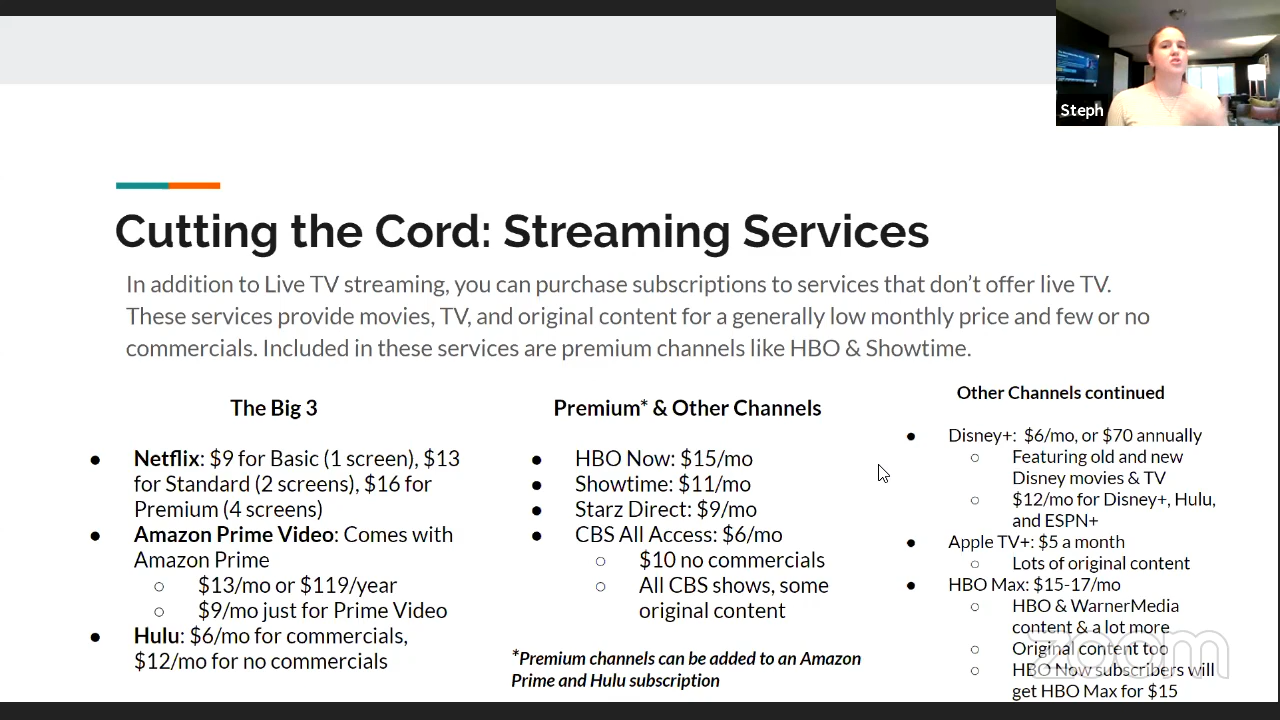 Steph
Cutting the Cord: Streaming Services
In addition to Live TV streaming, you can purchase subscriptions to services that don’t offer live TV.
These services provide movies, TV, and original content for a generally low monthly price and few or no
commercials. Included in these services are premium channels like HBO & Showtime.
The Big 3
● Netflix: $9 for Basic (1 screen), $13
for Standard (2 screens), $16 for
Premium (4 screens)
● Amazon Prime Video: Comes with
Amazon Prime
○ $13/mo or $119/year
○ $9/mo just for Prime Video
● Hulu: $6/mo for commercials,
$12/mo for no commercials
Premium* & Other Channels
● HBO Now: $15/mo
● Showtime: $11/mo
● Starz Direct: $9/mo
● CBS All Access: $6/mo
○ $10 no commercials
○ All CBS shows, some
original content
*Premium channels can be added to an Amazon
Prime and Hulu subscription
Other Channels continued
● Disney+: $6/mo, or $70 annually
○ Featuring old and new
Disney movies & TV
○ $12/mo for Disney+, Hulu,
and ESPN+
● Apple TV+: $5 a month
○ Lots of original content
● HBO Max: $15-17/mo
○ HBO & WarnerMedia
content & a lot more
○ Original content too
○ HBO Now subscribers will
get HBO Max for $15
zoom